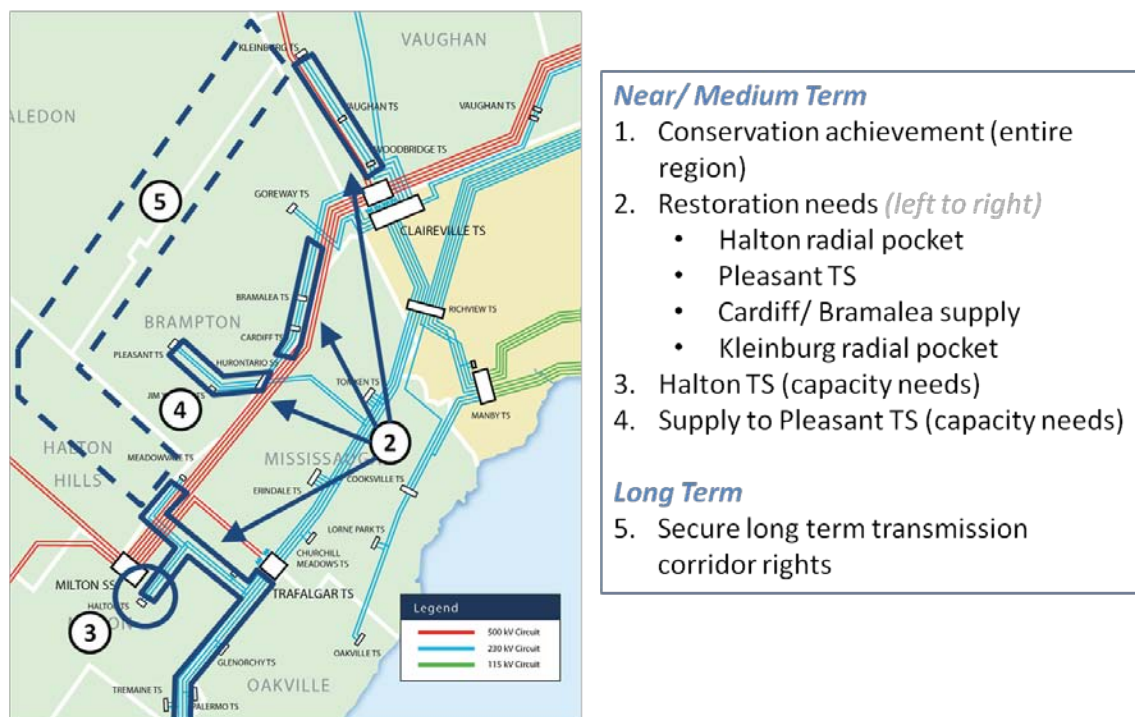 KLEINBURG TS
VAUGHAN
ALEDON
VAUGHAN TS
VAUGHAN TS
WOODBRIDGE TS
5
GOREWAY TS
CLAIREVILLE TS
BRAMALEA TS
RICHVIEW TS
BRAMPTON
CARDIFF TS
PLEASANT TS
HURONTARIO SS
TS
4
MANBY TS
2
HALTON
HILLS
MEADOWVALE TS
MISSISSAUGA
COOKSVILLE TS
ERINDALE TS
LORNE PARK TS
CHURCHILL
MEADOWS TS
MILTON SS
TRAFALGAR TS
HALTON TS
3
OAKVILLE TS
GLENORCHY TS
TREMAINE TS
OAKVILLE
PALERMO TS
Legend
500 kV Circuit
230 kV Circuit
115 kV Circuit
Near/ Medium Term
1. Conservation achievement (entire
region)
2. Restoration needs (left to right)
• Halton radial pocket
• Pleasant TS
• Cardiff/ Bramalea supply
• Kleinburg radial pocket
3. Halton TS (capacity needs)
4. Supply to Pleasant TS (capacity needs)
Long Term
5. Secure long term transmission
corridor rights